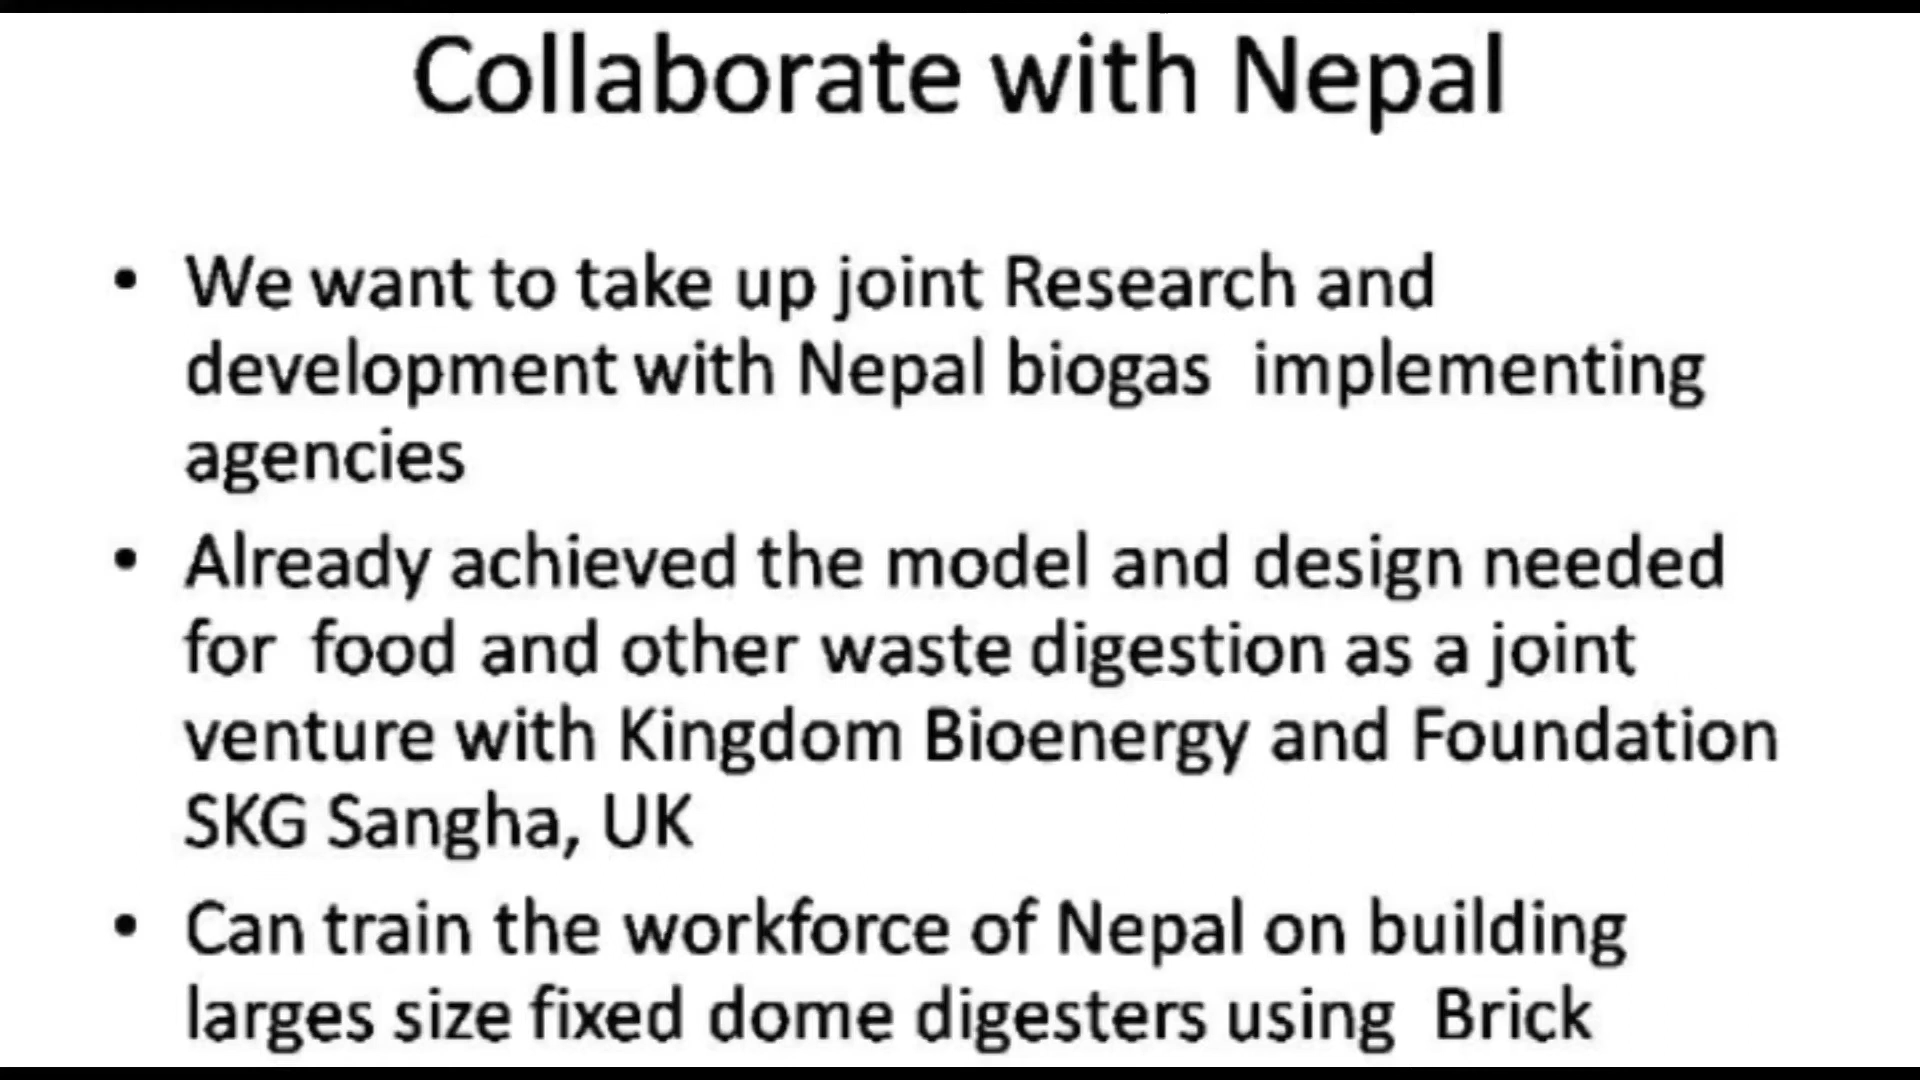 Collaborate with Nepal
• We want to take up joint Research and
development with Nepal biogas  implementing
agencies
• Already achieved the model and design needed
for  food and other waste digestion as a joint
venture with Kingdom Bioenergy and Foundation
SKG Sangha, UK
• Can train the workforce of Nepal on building
larges size fixed dome digesters using  Brick